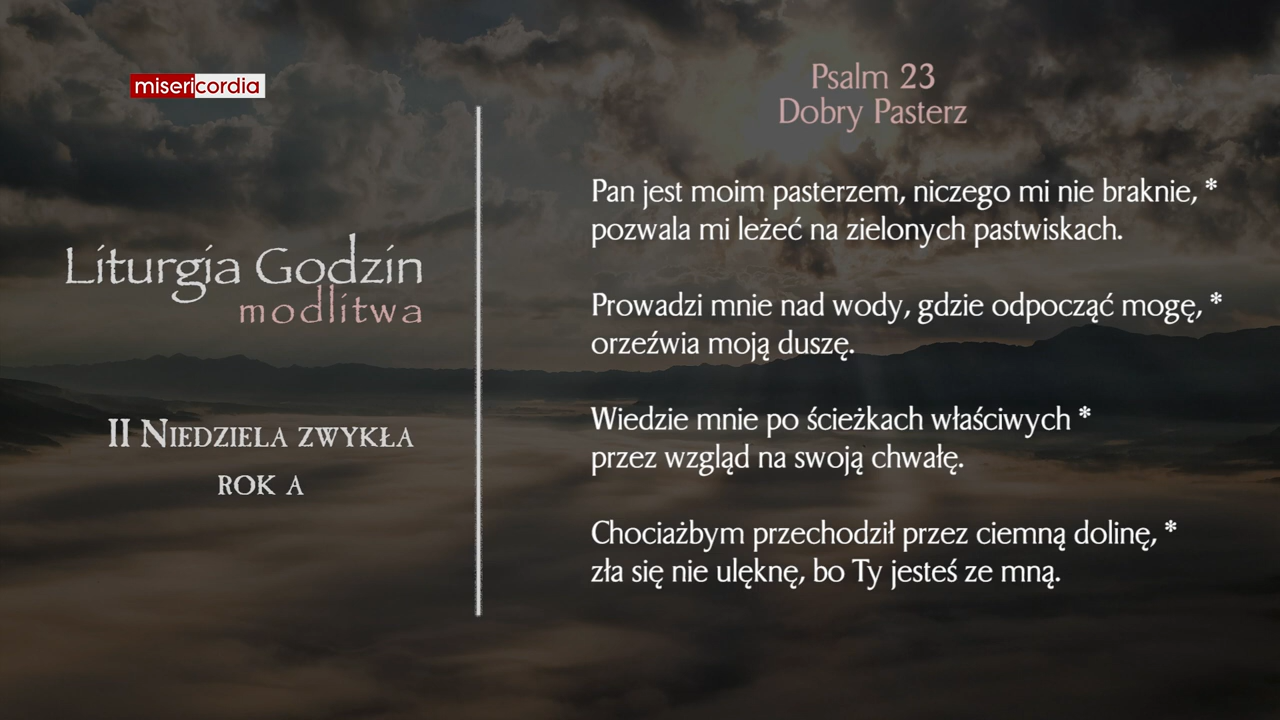 misericordia
Liturgia Godzin
modlitwa
II Niedziela zwykła
rok A
Psalm 23
Dobry Pasterz
Pan jest moim pasterzem, niczego mi nie braknie, *
pozwala mi leżeć na zielonych pastwiskach.
Prowadzi mnie nad wody, gdzie odpocząć mogę, *
orzeźwia moją duszę.
Wiedzie mnie po ścieżkach właściwych *
przez wzgląd na swoją chwałę.
Chociażbym przechodził przez ciemną dolinę, *
zła się nie ulęknę, bo Ty jesteś ze mną.